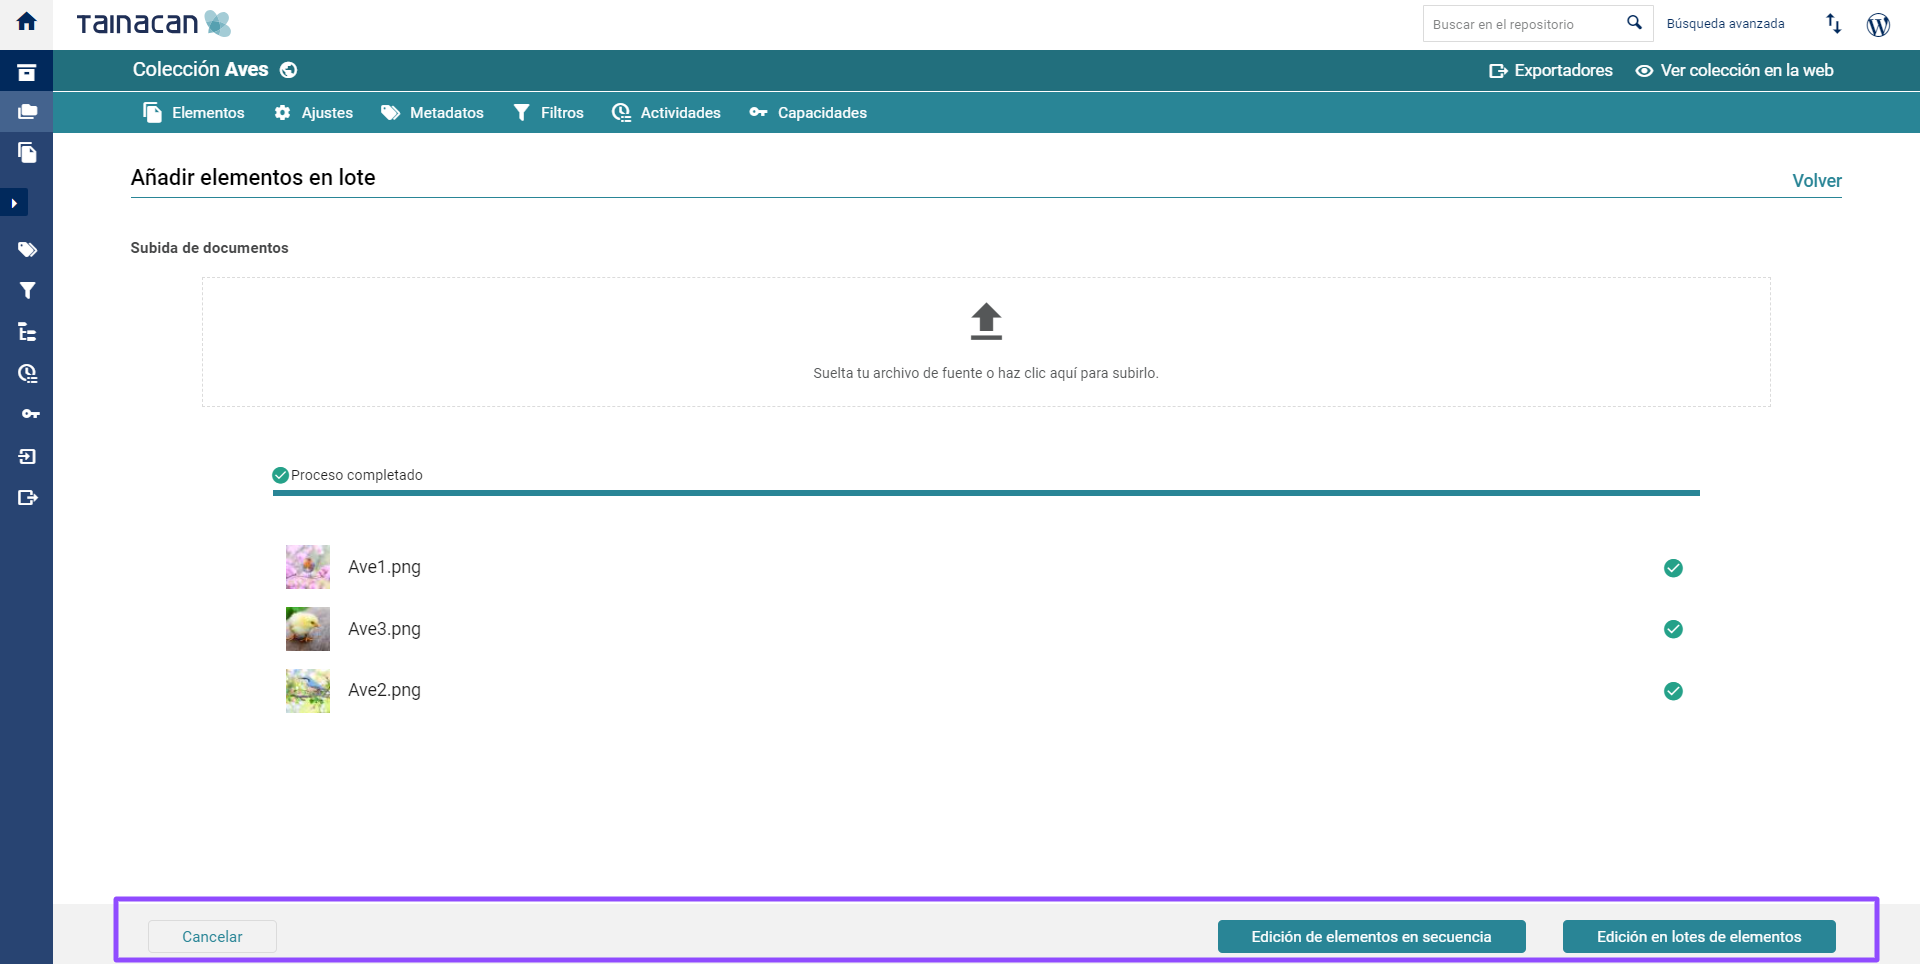 TAINACAN
Buscar en el repositorio
Búsqueda avanzada
Colección Aves
Exportadores
Ver colección en la web
Elementos
Ajustes
Metadatos
Filtros
Actividades
Capacidades
Añadir elementos en lote
Volver
Subida de documentos
Suelta tu archivo de fuente o haz clic aquí para subirlo.
Proceso completado
Ave1.png
Ave3.png
Ave2.png
Cancelar
Edición de elementos en secuencia
Edición en lotes de elementos